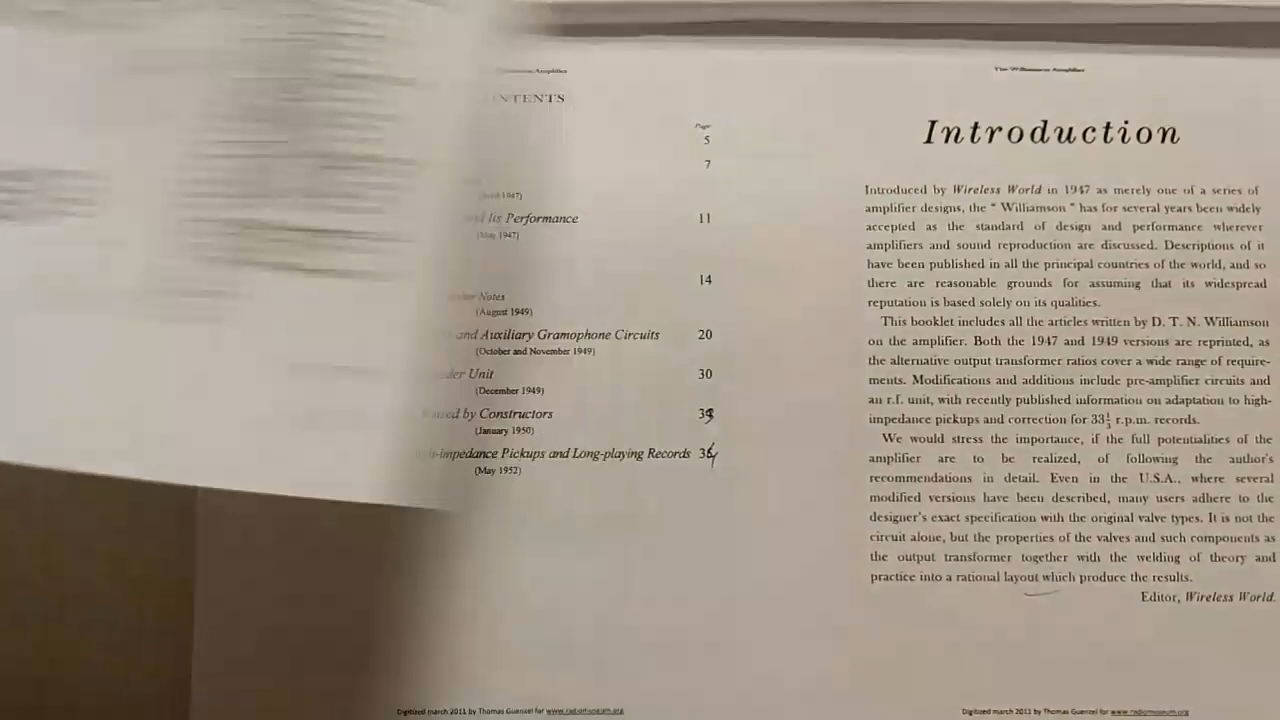 Amplifier
NTENTS
Page
5
7
1947)
Its Performance 11
(May 1947)
14
Notes
(August 1949)
and Auxiliary Gramophone Circuits 20
(October and November 1949)
Unit 30
(December 1949)
by Constructors
(January 1950)
-impedance Pickups and Long-playing Records
(May 1952)
Digitized march 2011 by Thomas Guenzel for www.radiomuseum.org
The Williamson Amplifier
Introduction
Introduced by Wireless World in 1947 as merely one of a series of
amplifier designs, the “ Williamson ” has for several years been widely
accepted as the standard of design and performance wherever
amplifiers and sound reproduction are discussed. Descriptions of it
have been published in all the principal countries of the world, and so
there are reasonable grounds for assuming that its widespread
reputation is based solely on its qualities.
This booklet includes all the articles written by D. T. N. Williamson
on the amplifier. Both the 1947 and 1949 versions are reprinted, as
the alternative output transformer ratios cover a wide range of require-
ments. Modifications and additions include pre-amplifier circuits and
an r.f. unit, with recently published information on adaptation to high-
impedance pickups and correction for 33⅓ r.p.m. records.
We would stress the importance, if the full potentialities of the
amplifier are to be realized, of following the author's
recommendations in detail. Even in the U.S.A., where several
modified versions have been described, many users adhere to the
designer's exact specification with the original valve types. It is not the
circuit alone, but the properties of the valves and such components as
the output transformer together with the welding of theory and
practice into a rational layout which produce the results.
Editor, Wireless World.
Digitized march 2011 by Thomas Guenzel for www.radiomuseum.org